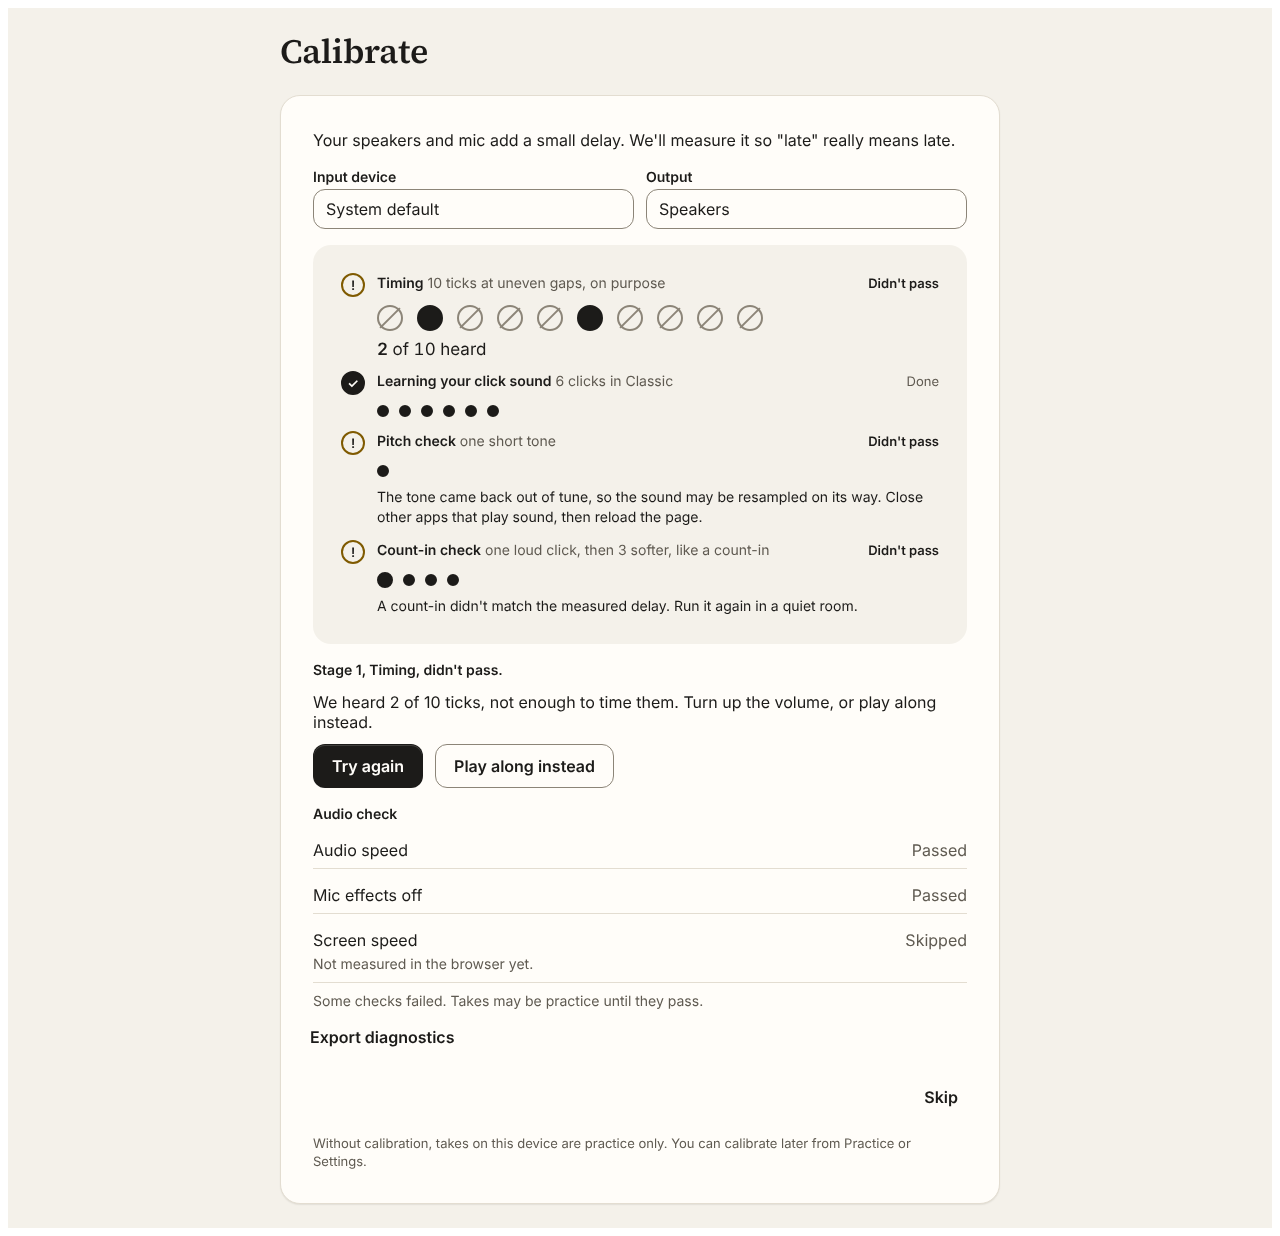 Calibrate
Your speakers and mic add a small delay. We'll measure it so "late" really means late.
Input device
Output
System default
Speakers
Timing 10 ticks at uneven gaps, on purpose
Didn't pass
2 of 10 heard
Learning your click sound 6 clicks in Classic
Done
Pitch check one short tone
Didn't pass
The tone came back out of tune, so the sound may be resampled on its way. Close
other apps that play sound, then reload the page.
Count-in check one loud click, then 3 softer, like a count-in
Didn't pass
A count-in didn't match the measured delay. Run it again in a quiet room.
Stage 1, Timing, didn't pass.
We heard 2 of 10 ticks, not enough to time them. Turn up the volume, or play along
instead.
Try again
Play along instead
Audio check
Audio speed
Passed
Mic effects off
Passed
Screen speed
Skipped
Not measured in the browser yet.
Some checks failed. Takes may be practice until they pass.
Export diagnostics
Skip
Without calibration, takes on this device are practice only. You can calibrate later from Practice or
Settings.